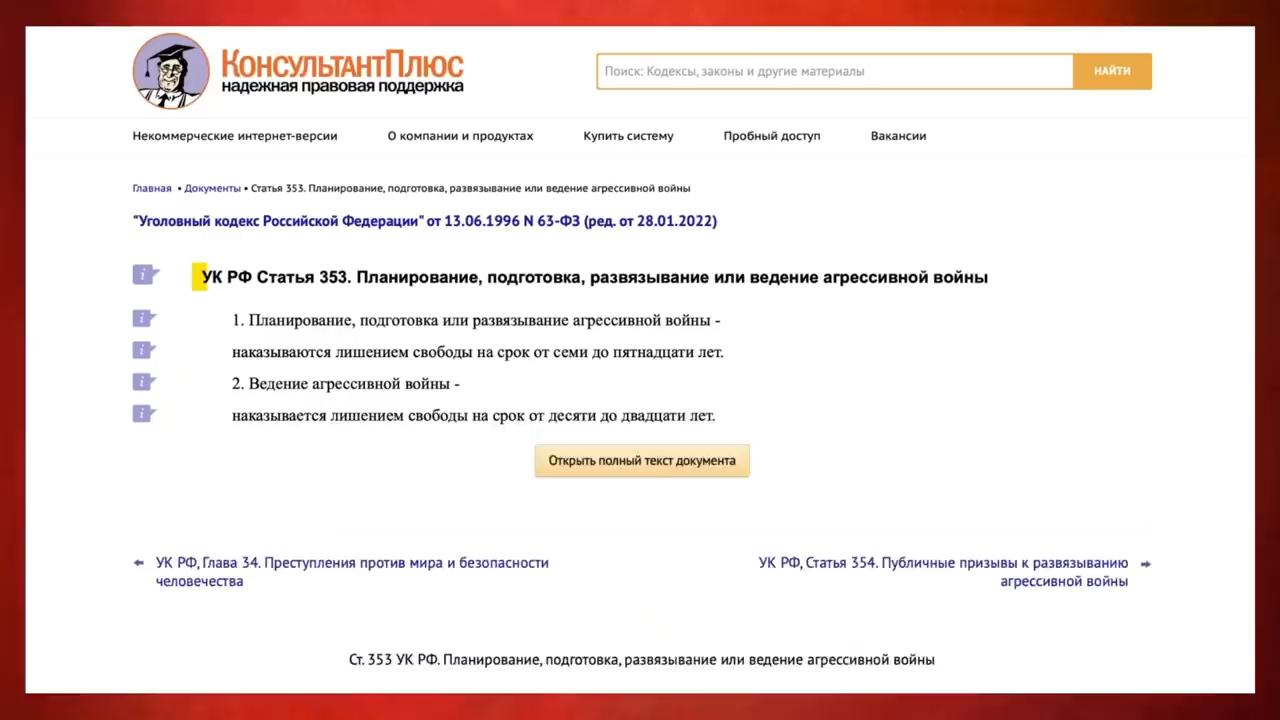 КонсультантПлюс
надежная правовая поддержка
Поиск: Кодексы, законы и другие материалы
НАЙТИ
Некоммерческие интернет-версии О компании и продуктах Купить систему Пробный доступ Вакансии
Главная • Документы • Статья 353. Планирование, подготовка, развязывание или ведение агрессивной войны
"Уголовный кодекс Российской Федерации" от 13.06.1996 N 63-ФЗ (ред. от 28.01.2022)
УК РФ Статья 353. Планирование, подготовка, развязывание или ведение агрессивной войны
1. Планирование, подготовка или развязывание агрессивной войны -
наказываются лишением свободы на срок от семи до пятнадцати лет.
2. Ведение агрессивной войны -
наказывается лишением свободы на срок от десяти до двадцати лет.
Открыть полный текст документа
УК РФ, Глава 34. Преступления против мира и безопасности
человечества
УК РФ, Статья 354. Публичные призывы к развязыванию
агрессивной войны
Ст. 353 УК РФ. Планирование, подготовка, развязывание или ведение агрессивной войны